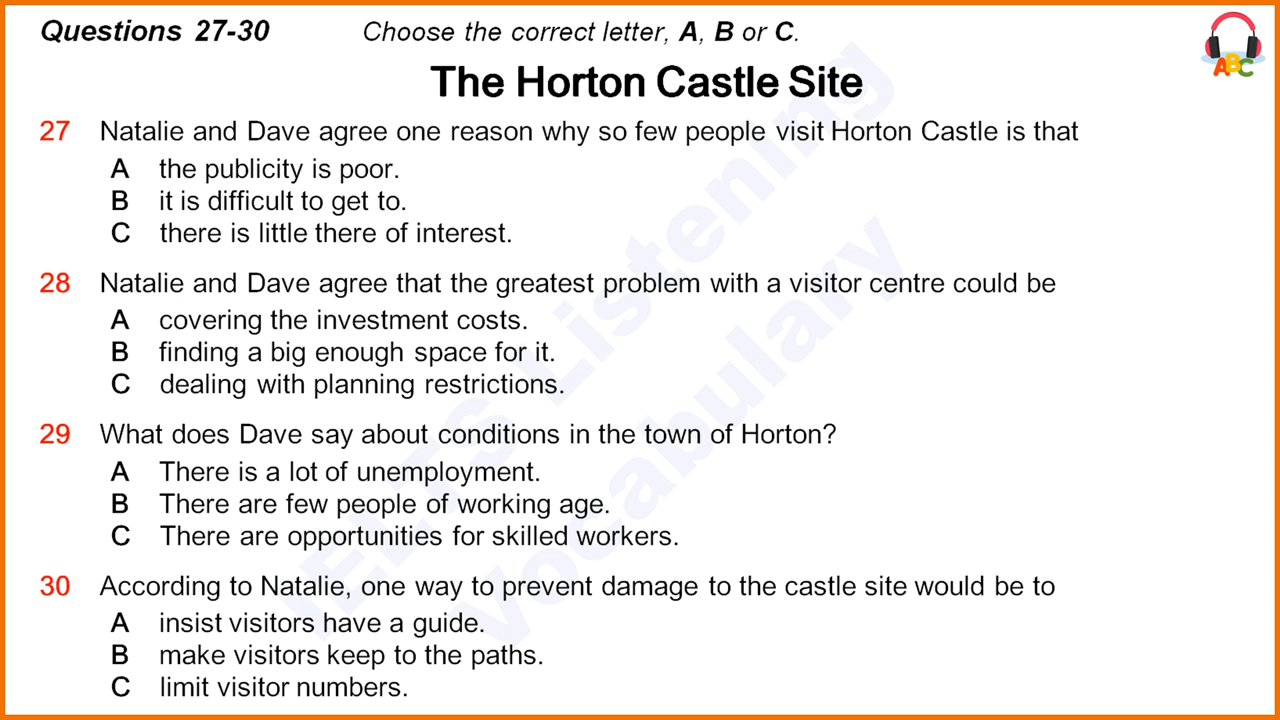 Questions 27-30 Choose the correct letter, A, B or C.
ABC
The Horton Castle Site
27 Natalie and Dave agree one reason why so few people visit Horton Castle is that
A the publicity is poor.
B it is difficult to get to.
C there is little there of interest.
28 Natalie and Dave agree that the greatest problem with a visitor centre could be
A covering the investment costs.
B finding a big enough space for it.
C dealing with planning restrictions.
29 What does Dave say about conditions in the town of Horton?
A There is a lot of unemployment.
B There are few people of working age.
C There are opportunities for skilled workers.
30 According to Natalie, one way to prevent damage to the castle site would be to
A insist visitors have a guide.
B make visitors keep to the paths.
C limit visitor numbers.
IELTS Listening
Vocabulary